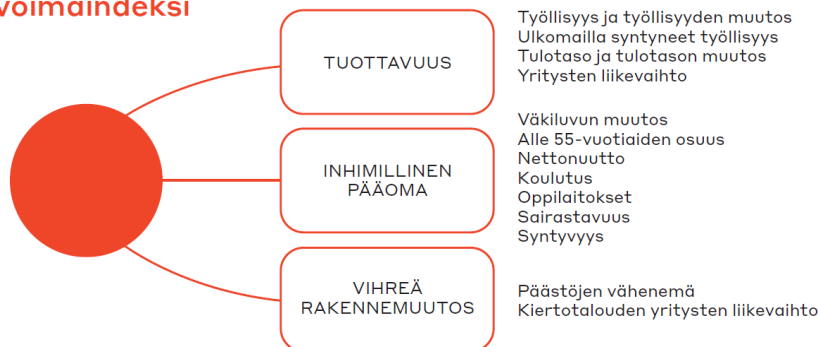 voimaindeksi
TUOTTAVUUS
Työllisyys ja työllisyyden muutos
Ulkomailla syntyneet työllisyys
Tulotaso ja tulotason muutos
Yritysten liikevaihto
INHIMILLINEN
PÄÄOMA
Väkiluvun muutos
Alle 55-vuotiaiden osuus
Nettonuutto
Koulutus
Oppilaitokset
Sairastavuus
Syntyvyys
VIHREÄ
RAKENNEMUUTOS
Päästöjen vähenemä
Kiertotalouden yritysten liikevaihto